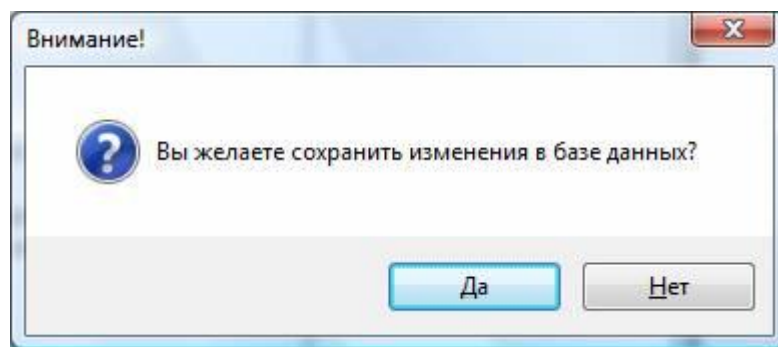 Внимание!
Вы желаете сохранить изменения в базе данных?
Да
Нет